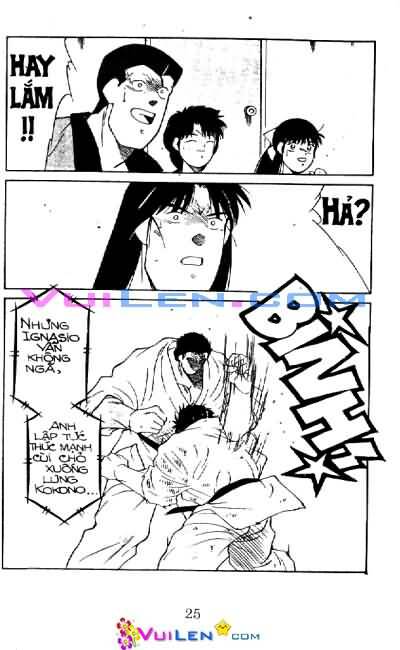 HAY
LẮM
!!
HẢ?
VuiLen.com
NHƯNG
IGNASIO
VẪN
KHÔNG
NGÃ,
BINH!!
ANH
LẬP TỨC
THÚC MẠNH
CÙI CHỎ
XUỐNG
LƯNG
KOKONO...
25
VuiLen.com